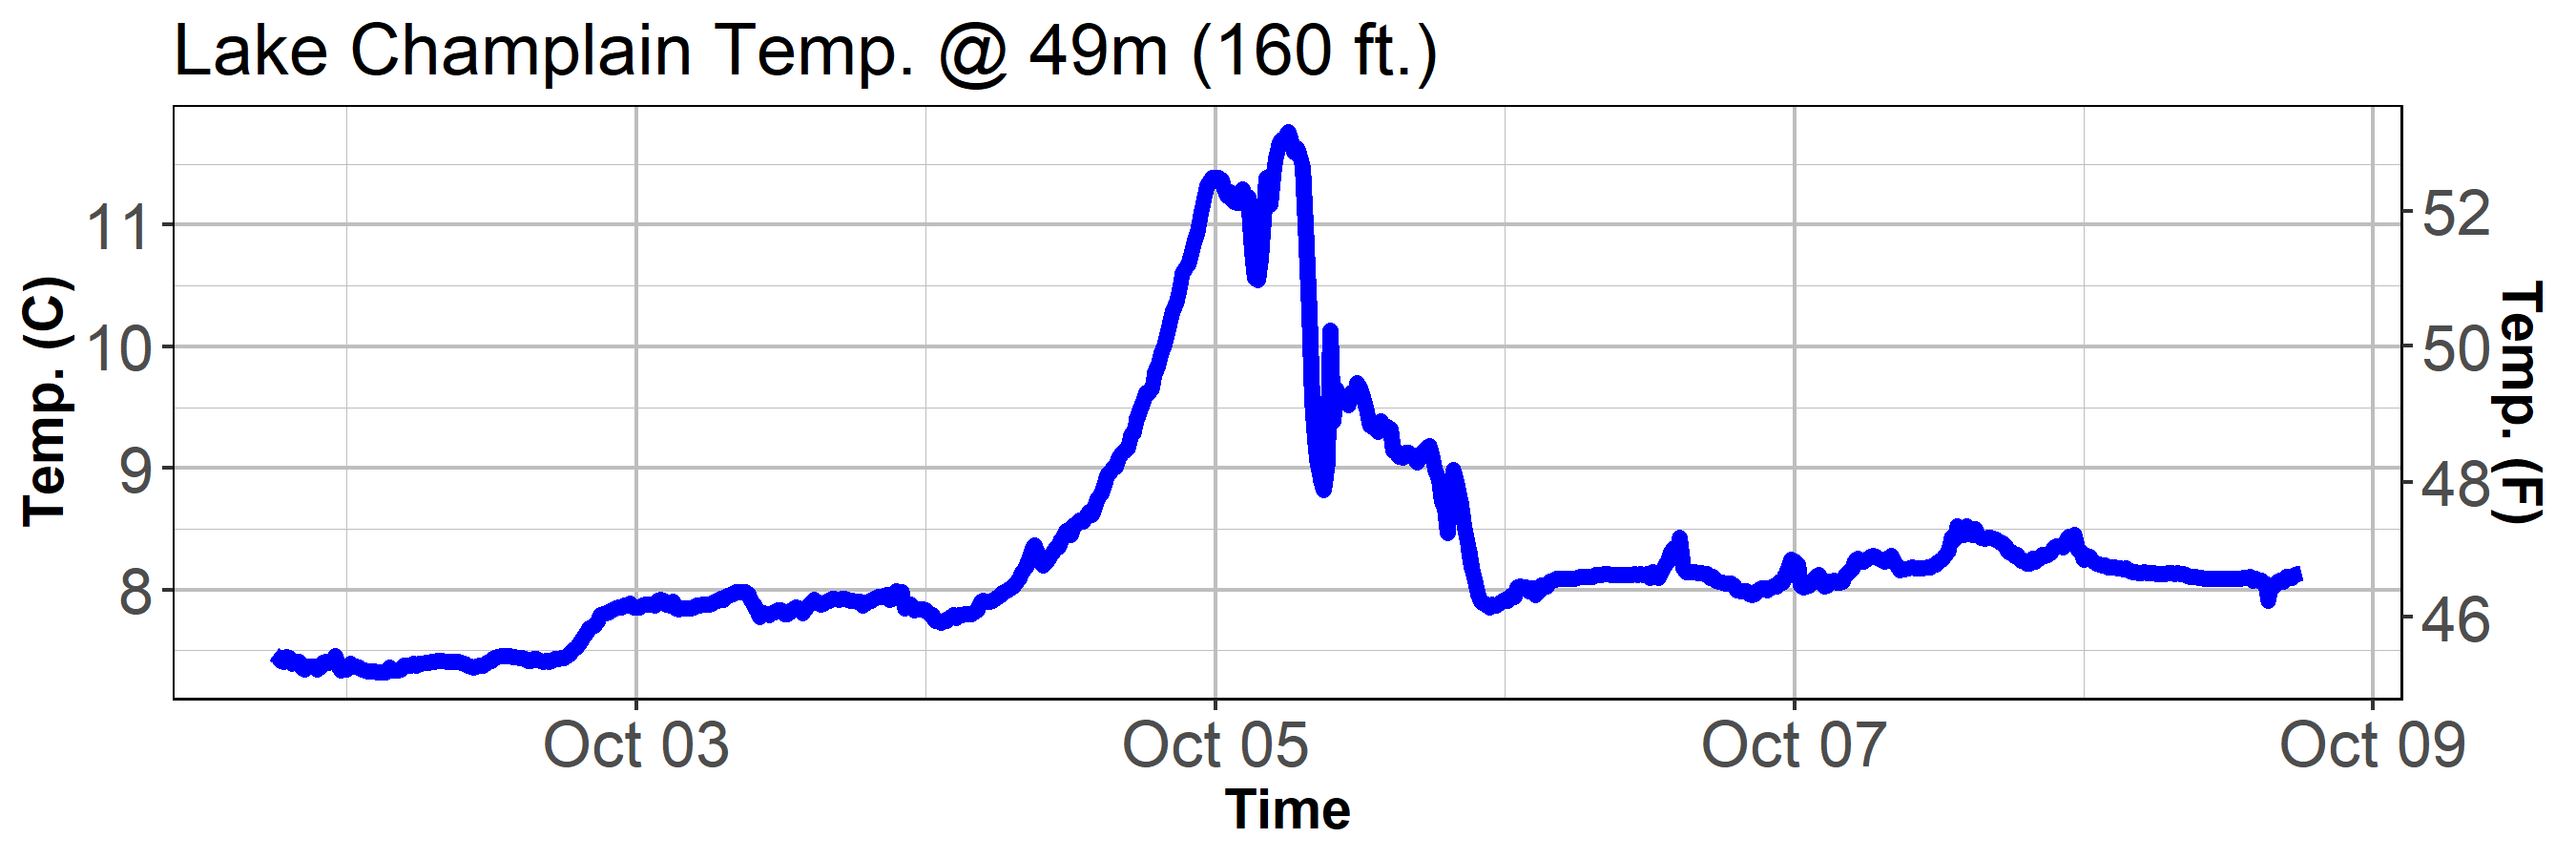 Lake Champlain Temp. @ 49m (160 ft.)
Temp. (C)
11
10
9
8
52
50
48
46
Temp. (F)
Oct 03 Oct 05 Oct 07 Oct 09
Time